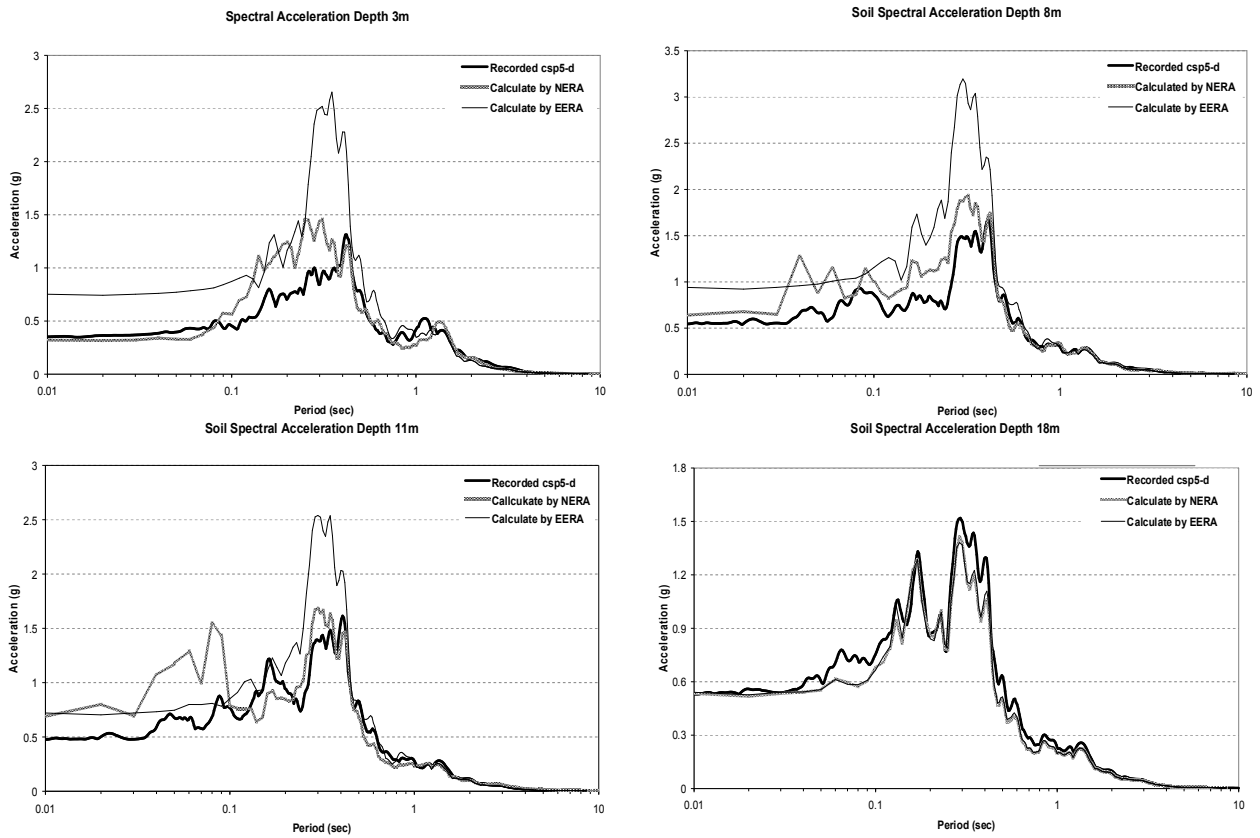 Spectral Acceleration Depth 3m
3
2.5
2
1.5
1
0.5
0
Acceleration (g)
Recorded csp5-d
Calculate by NERA
Calculate by EERA
0.01
0.1
1
10
Period (sec)
Soil Spectral Acceleration Depth 8m
3.5
3
2.5
2
1.5
1
0.5
0
Acceleration (g)
Recorded csp5-d
Calculated by NERA
Calculate by EERA
0.01
0.1
1
10
Period (sec)
Soil Spectral Acceleration Depth 11m
3
2.5
2
1.5
1
0.5
0
Acceleration (g)
Recorded csp5-d
Callcukate by NERA
Calculate by EERA
0.01
0.1
1
10
Period (sec)
Soil Spectral Acceleration Depth 18m
1.8
1.5
1.2
0.9
0.6
0.3
0
Acceleration (g)
Recorded csp5-d
Calculate by NERA
Calculate by EERA
0.01
0.1
1
10
Period (sec)